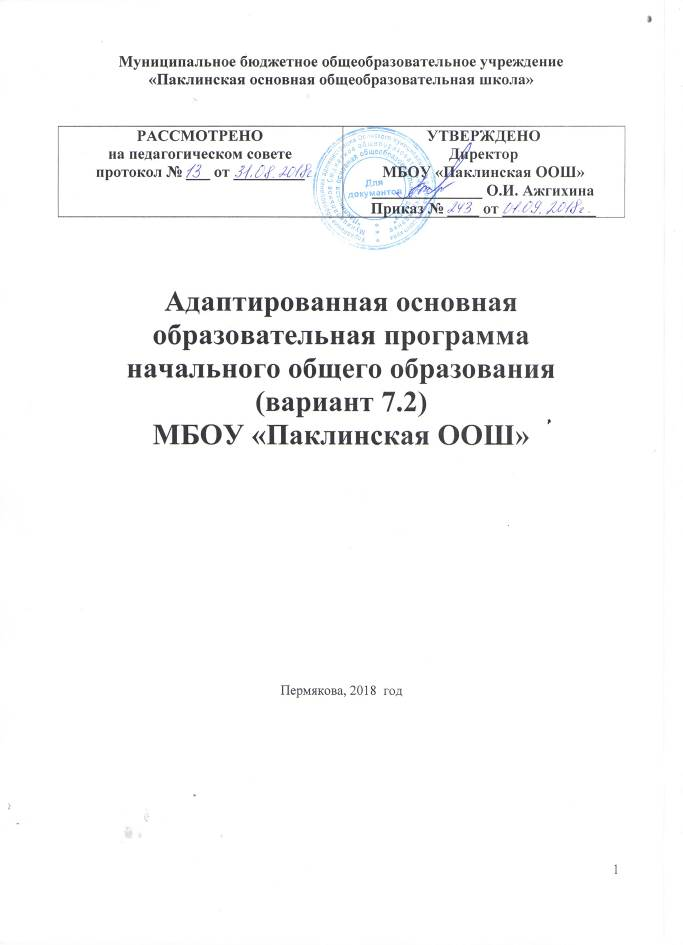 Муниципальное бюджетное общеобразовательное учреждение
«Паклинская основная общеобразовательная школа»
РАССМОТРЕНО
на педагогическом совете
протокол № 13 от 31.08.2018г
УТВЕРЖДЕНО
Директор
МБОУ «Паклинская ООШ»
О.И. Ажгихина
Приказ № 243 от 01.09.2018г.
Для
документов
Адаптированная основная
образовательная программа
начального общего образования
(вариант 7.2)
МБОУ «Паклинская ООШ»
Пермякова, 2018 год
1